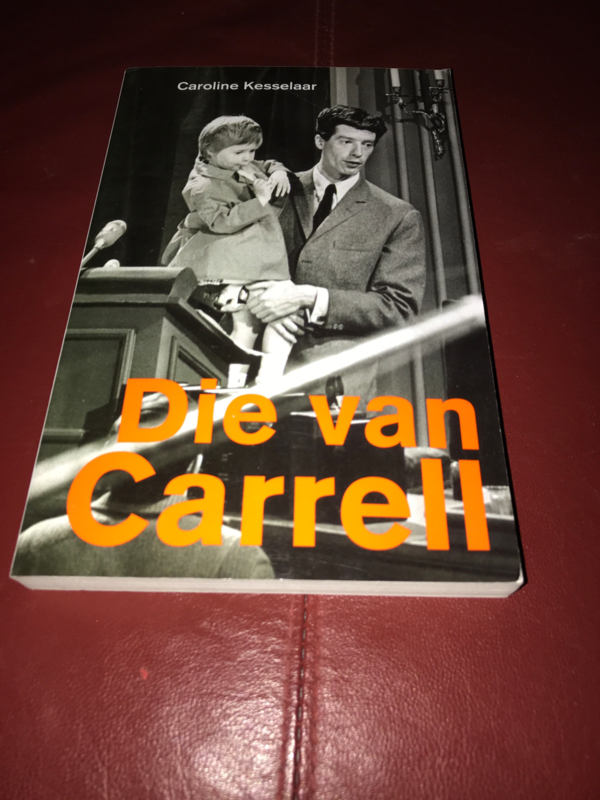 Caroline Kesselaar
Die van
Carrell